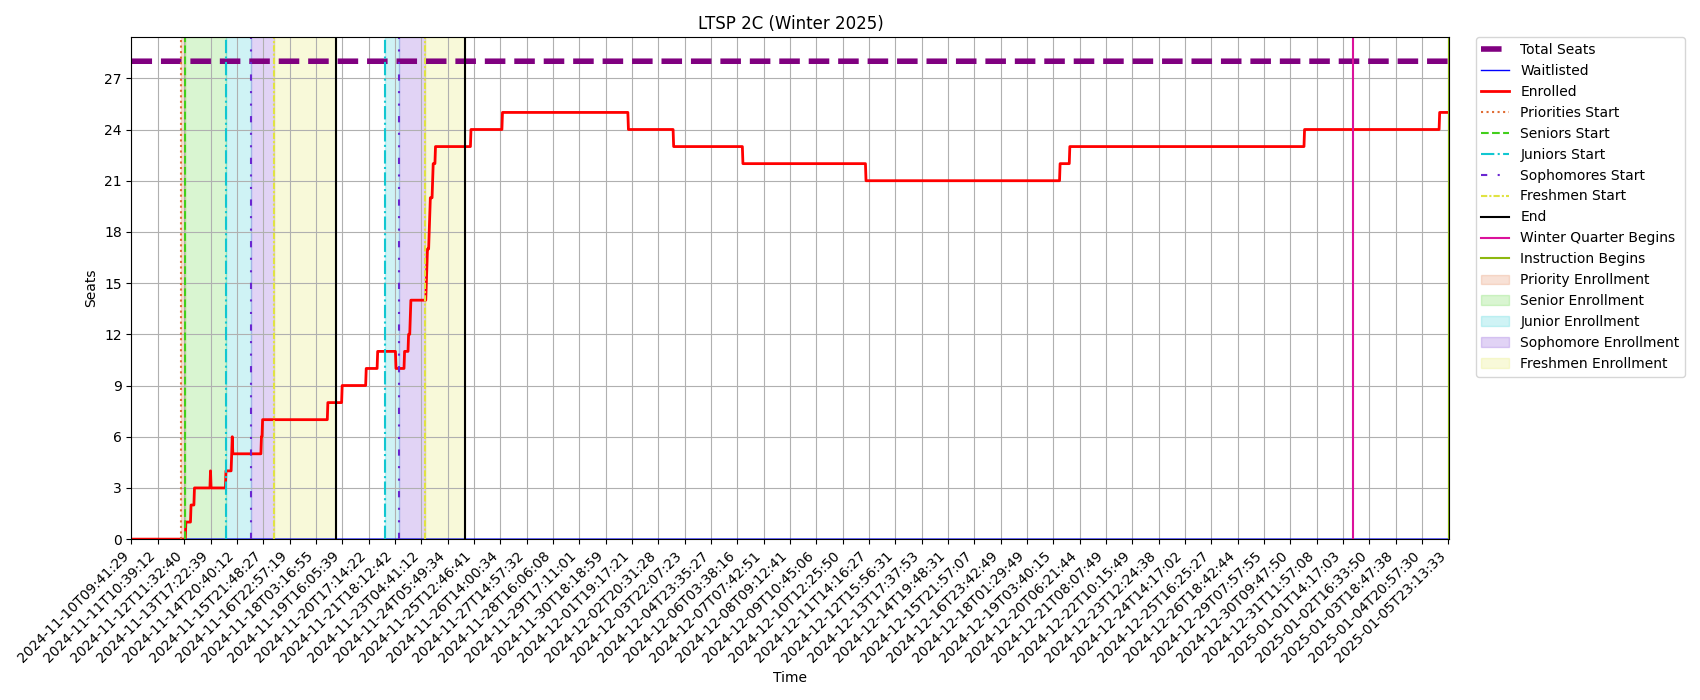 LTSP 2C (Winter 2025)
Seats
27
24
21
18
15
12
9
6
3
0
2024-11-10T09:41:29
2024-11-11T10:39:12
2024-11-12T11:32:40
2024-11-13T17:22:39
2024-11-14T20:40:12
2024-11-15T21:48:27
2024-11-16T22:57:19
2024-11-18T03:16:55
2024-11-19T16:05:39
2024-11-20T17:14:22
2024-11-21T18:12:42
2024-11-23T04:41:12
2024-11-24T05:49:34
2024-11-25T12:46:41
2024-11-26T14:00:34
2024-11-27T14:57:32
2024-11-28T16:06:08
2024-11-29T17:11:01
2024-11-30T18:18:59
2024-12-01T19:17:21
2024-12-02T20:31:28
2024-12-03T22:07:23
2024-12-04T23:35:27
2024-12-06T03:38:16
2024-12-07T07:42:51
2024-12-08T09:12:41
2024-12-09T10:45:06
2024-12-10T12:25:50
2024-12-11T14:16:27
2024-12-12T15:56:31
2024-12-13T17:37:53
2024-12-14T19:48:31
2024-12-15T21:57:07
2024-12-16T23:42:49
2024-12-18T01:29:49
2024-12-19T03:40:15
2024-12-20T06:21:44
2024-12-21T08:07:49
2024-12-22T10:15:49
2024-12-23T12:24:38
2024-12-24T14:17:02
2024-12-25T16:25:27
2024-12-26T18:42:44
2024-12-29T07:57:55
2024-12-30T09:47:50
2024-12-31T11:57:08
2025-01-01T14:17:03
2025-01-02T16:33:50
2025-01-03T18:47:38
2025-01-04T20:57:30
2025-01-05T23:13:33
Time
Total Seats
Waitlisted
Enrolled
Priorities Start
Seniors Start
Juniors Start
Sophomores Start
Freshmen Start
End
Winter Quarter Begins
Instruction Begins
Priority Enrollment
Senior Enrollment
Junior Enrollment
Sophomore Enrollment
Freshmen Enrollment